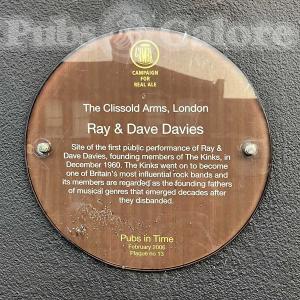 Pubs Galore
CAMRA
CAMPAIGN
FOR
REAL ALE
The Clissold Arms, London
Ray & Dave Davies
Site of the first public performance of Ray &
Dave Davies, founding members of The Kinks, in
December 1960. The Kinks went on to become
one of Britain's most influential rock bands and
its members are regarded as the founding fathers
of musical genres that emerged decades after
they disbanded.
Pubs in Time
February 2006
Plaque no 13